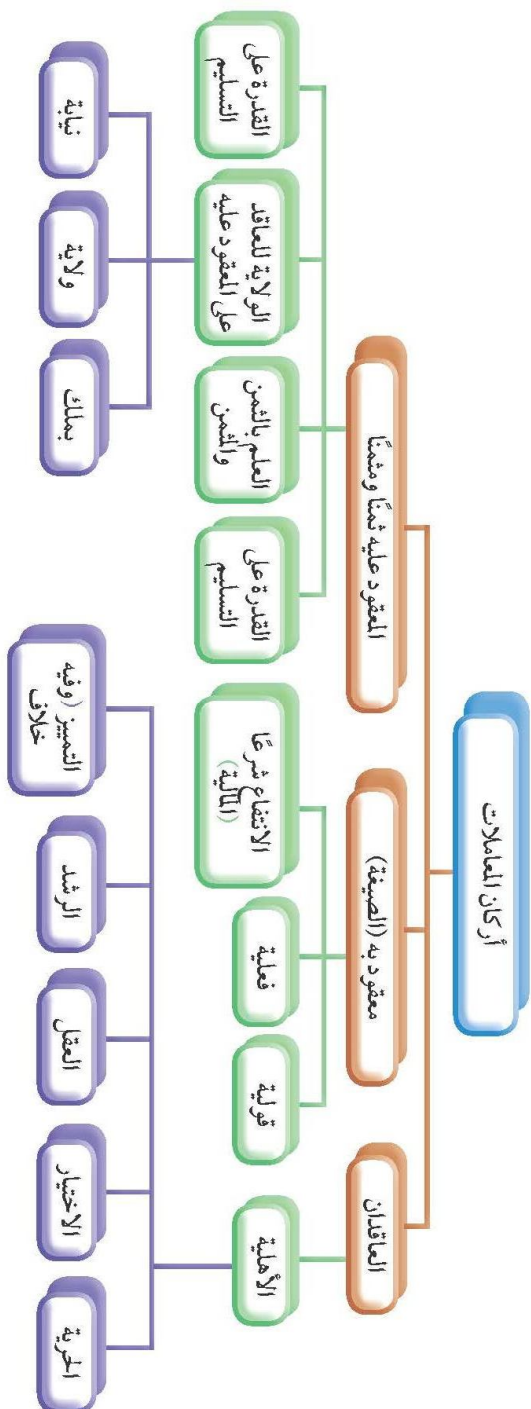 أركان المعاملات
العاقدان
معقود به (الصيغة)
المعقود عليه ثمنًا ومثمنًا
الأهلية
قولية
فعلية
الانتفاع شرعًا
(المالية)
القدرة على
التسليم
العلم بالثمن
والمثمن
الولاية للعاقد
على المعقود عليه
القدرة على
التسليم
الحرية
الاختيار
العقل
الرشد
التمييز (وفيه
خلاف
بملك
ولاية
نيابة